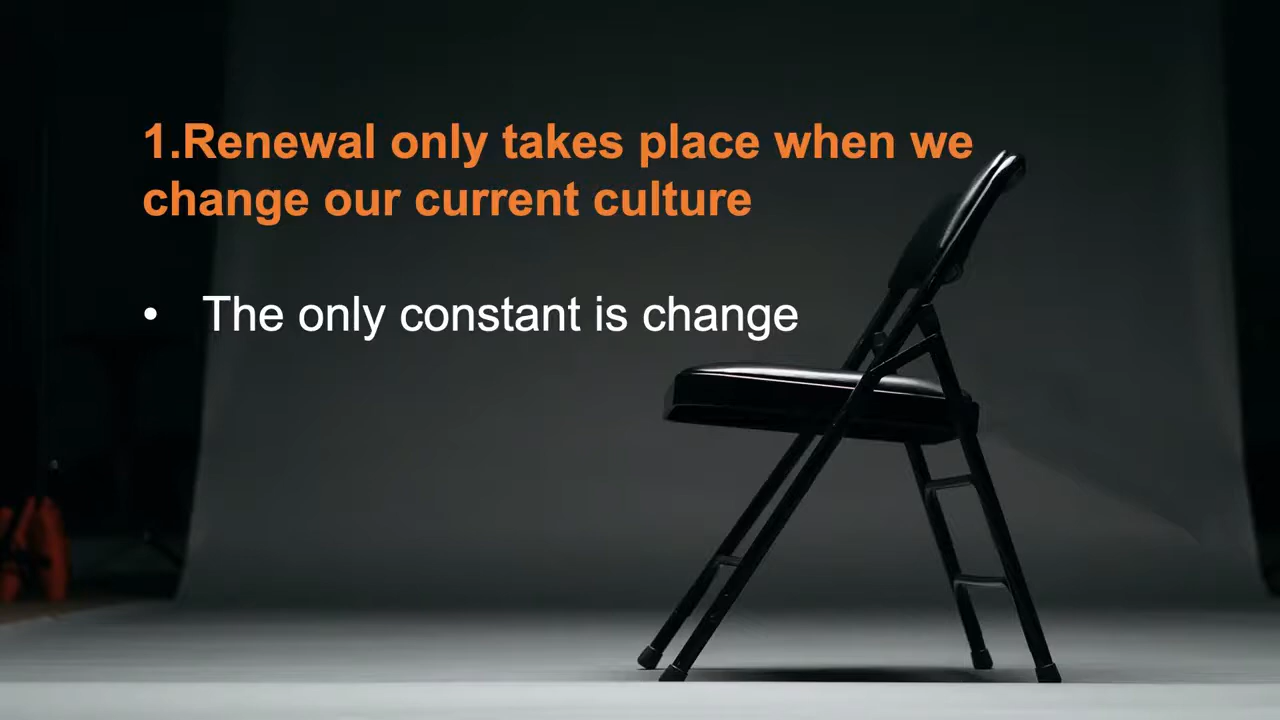 1.Renewal only takes place when we
change our current culture
• The only constant is change